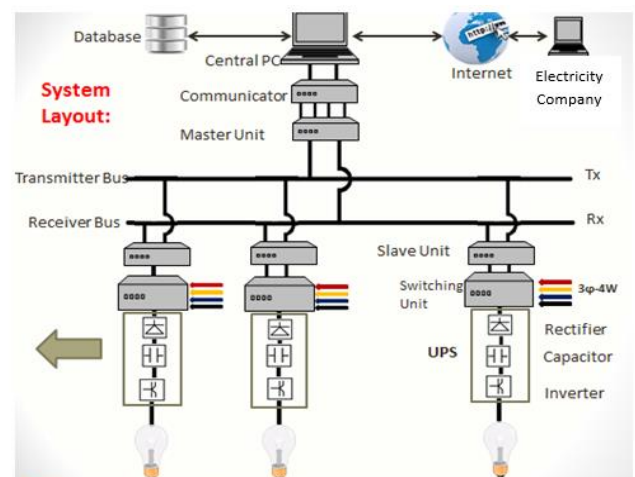 Database
Central PC
http://
Internet
Electricity
Company
System
Layout:
Communicator
Master Unit
Transmitter Bus
Tx
Receiver Bus
Rx
Slave Unit
Switching
Unit
3φ-4W
UPS
Rectifier
Capacitor
Inverter